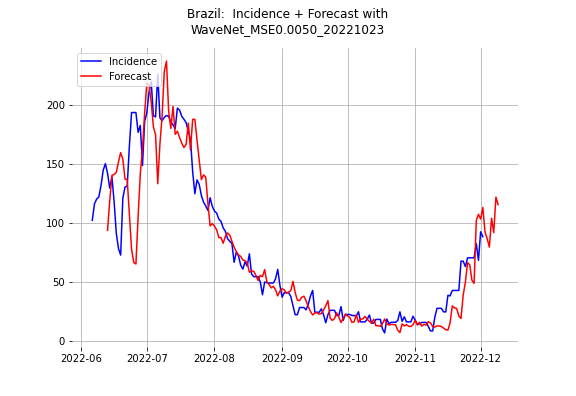 Brazil:  Incidence + Forecast with
WaveNet_MSE0.0050_20221023
Incidence
Forecast
200
150
100
50
0
2022-06 2022-07 2022-08 2022-09 2022-10 2022-11 2022-12